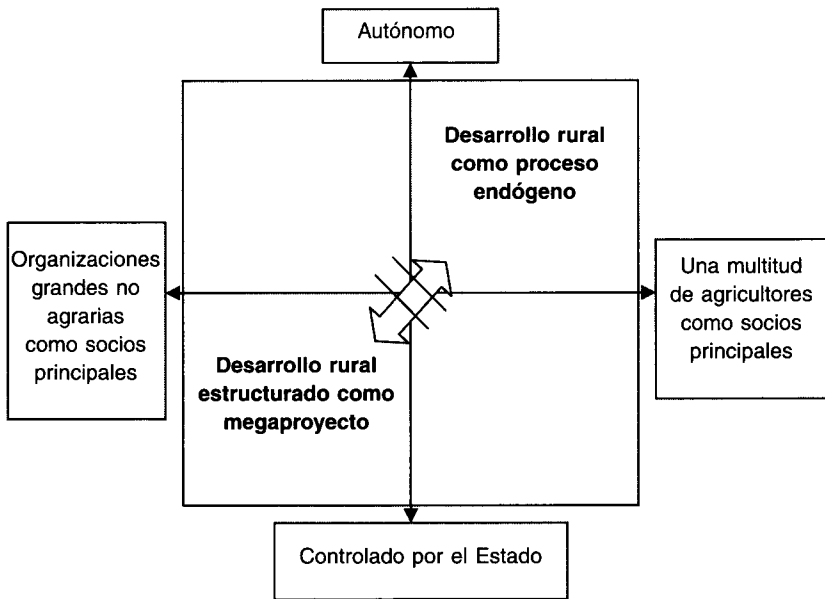 Autónomo
Desarrollo rural
como proceso
endógeno
Organizaciones
grandes no
agrarias
como socios
principales
Una multitud
de agricultores
como socios
principales
Desarrollo rural
estructurado como
megaproyecto
Controlado por el Estado